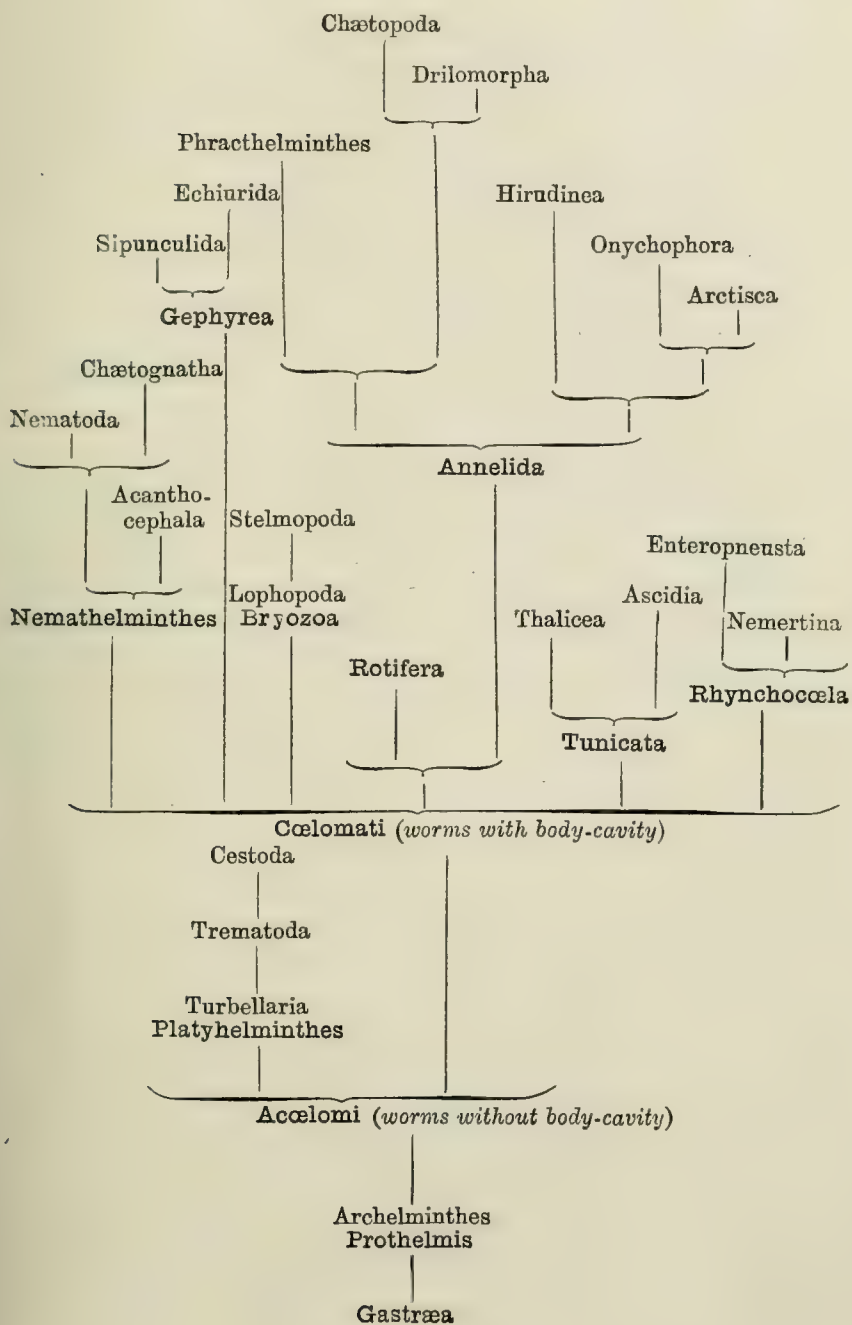 Chætopoda
Drilomorpha
Phracthelminthes
Echiurida
Hirudinea
Sipunculida
Onychophora
Arctisca
Gephyrea
Chætognatha
Nematoda
Annelida
Acantho-
cephala
Stelmopoda
Enteropneusta
Lophopoda
Ascidia
Nemathelminthes
Bryozoa
Thalicea
Nemertina
Rotifera
Rhynchocœla
Tunicata
Cœlomati (worms with body-cavity)
Cestoda
Trematoda
Turbellaria
Platyhelminthes
Acœlomi (worms without body-cavity)
Archelminthes
Prothelmis
Gastræa